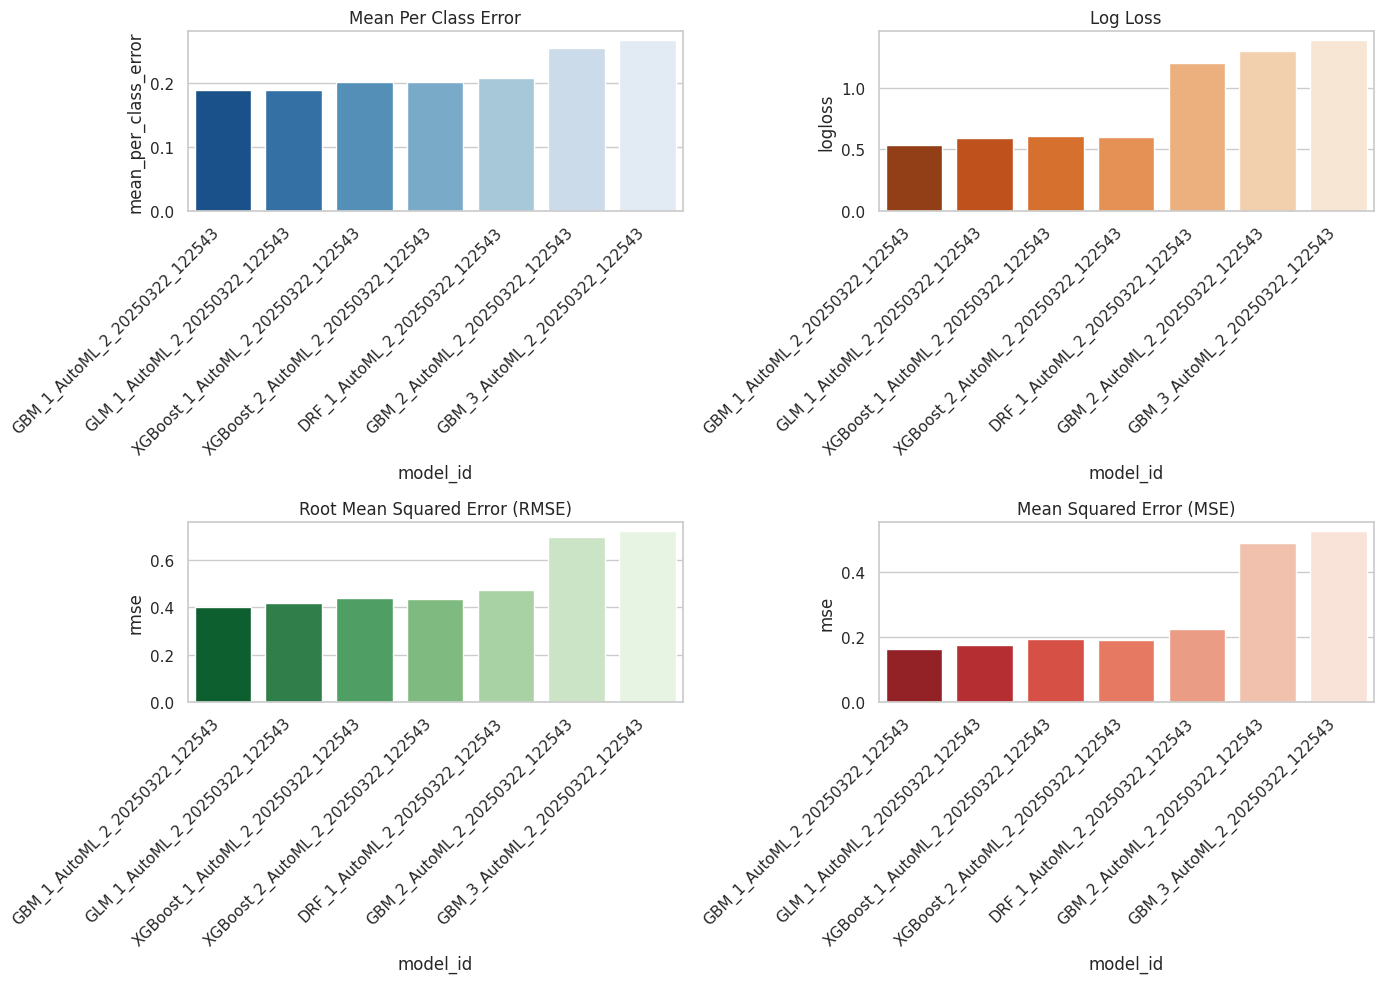 Mean Per Class Error
mean_per_class_error
0.2
0.1
0.0
GBM_1_AutoML_2_20250322_122543
GLM_1_AutoML_2_20250322_122543
XGBoost_1_AutoML_2_20250322_122543
XGBoost_2_AutoML_2_20250322_122543
DRF_1_AutoML_2_20250322_122543
GBM_2_AutoML_2_20250322_122543
GBM_3_AutoML_2_20250322_122543
model_id
Log Loss
logloss
1.0
0.5
0.0
GBM_1_AutoML_2_20250322_122543
GLM_1_AutoML_2_20250322_122543
XGBoost_1_AutoML_2_20250322_122543
XGBoost_2_AutoML_2_20250322_122543
DRF_1_AutoML_2_20250322_122543
GBM_2_AutoML_2_20250322_122543
GBM_3_AutoML_2_20250322_122543
model_id
Root Mean Squared Error (RMSE)
rmse
0.6
0.4
0.2
0.0
GBM_1_AutoML_2_20250322_122543
GLM_1_AutoML_2_20250322_122543
XGBoost_1_AutoML_2_20250322_122543
XGBoost_2_AutoML_2_20250322_122543
DRF_1_AutoML_2_20250322_122543
GBM_2_AutoML_2_20250322_122543
GBM_3_AutoML_2_20250322_122543
model_id
Mean Squared Error (MSE)
mse
0.4
0.2
0.0
GBM_1_AutoML_2_20250322_122543
GLM_1_AutoML_2_20250322_122543
XGBoost_1_AutoML_2_20250322_122543
XGBoost_2_AutoML_2_20250322_122543
DRF_1_AutoML_2_20250322_122543
GBM_2_AutoML_2_20250322_122543
GBM_3_AutoML_2_20250322_122543
model_id